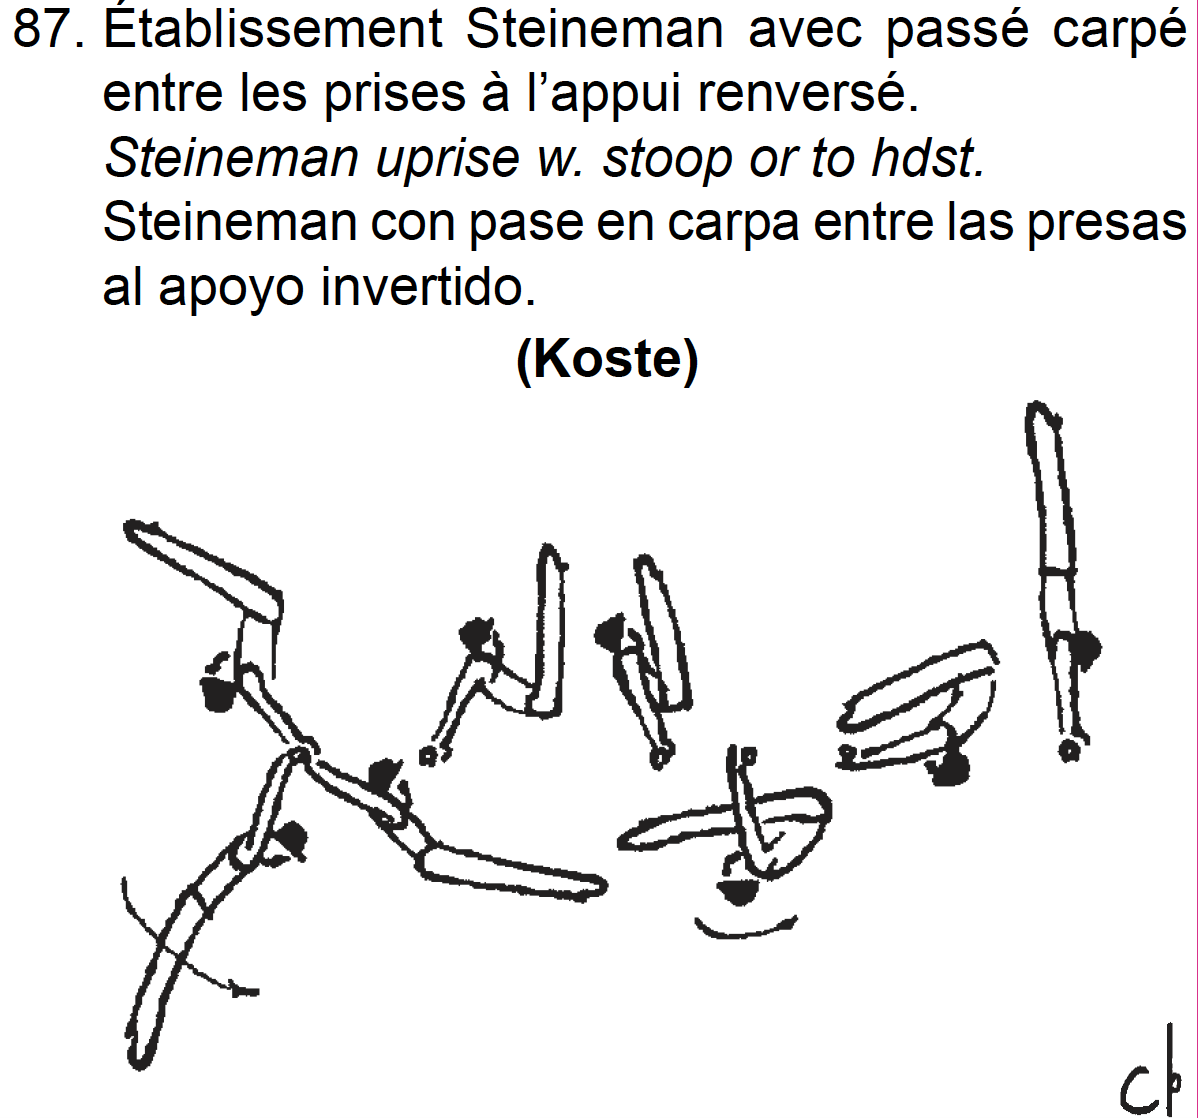 87. Établissement Steineman avec passé carpé
entre les prises à l’appui renversé.
Steineman uprise w. stoop or to hdst.
Steineman con pase en carpa entre las presas
al apoyo invertido.
(Koste)